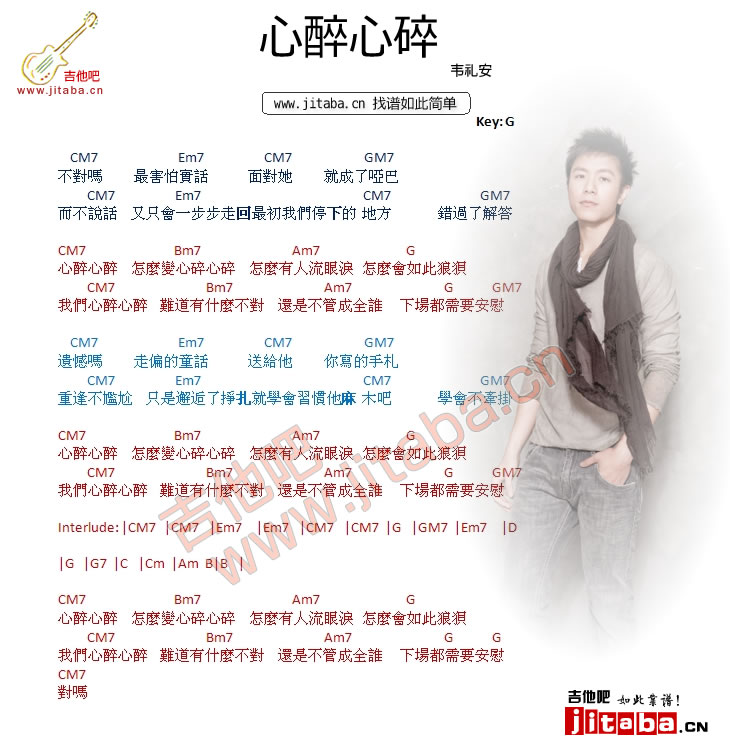 心醉心碎
韦礼安
吉他吧
www.jitaba.cn
www.jitaba.cn 找谱如此简单
Key: G
CM7 Em7 CM7 GM7
不對嗎 最害怕實話 面對她 就成了啞巴
CM7 Em7 CM7 GM7
而不說話 又只會一步步走回最初我們停下的 地方 錯過了解答
CM7 Bm7 Am7 G
心醉心醉 怎麼變心碎心碎 怎麼有人流眼淚 怎麼會如此狼狽
CM7 Bm7 Am7 G GM7
我們心醉心醉 難道有什麼不對 還是不管成全誰 下場都需要安慰
CM7 Em7 CM7 GM7
遺憾嗎 走偏的童話 送給他 你寫的手札
CM7 Em7 CM7 GM7
重逢不尷尬 只是邂逅了掙扎就學會習慣他麻 木吧 學會不牽掛
CM7 Bm7 Am7 G
心醉心醉 怎麼變心碎心碎 怎麼有人流眼淚 怎麼會如此狼狽
CM7 Bm7 Am7 G GM7
我們心醉心醉 難道有什麼不對 還是不管成全誰 下場都需要安慰
Interlude:|CM7 |CM7 |Em7 |Em7 |CM7 |CM7 |G |GM7 |Em7 |D
|G |G7 |C |Cm |Am B|B |
CM7 Bm7 Am7 G
心醉心醉 怎麼變心碎心碎 怎麼有人流眼淚 怎麼會如此狼狽
CM7 Bm7 Am7 G G
我們心醉心醉 難道有什麼不對 還是不管成全誰 下場都需要安慰
CM7
對嗎
吉他吧
www.jitaba.cn
吉他吧 如此靠谱!
jitaba.CN